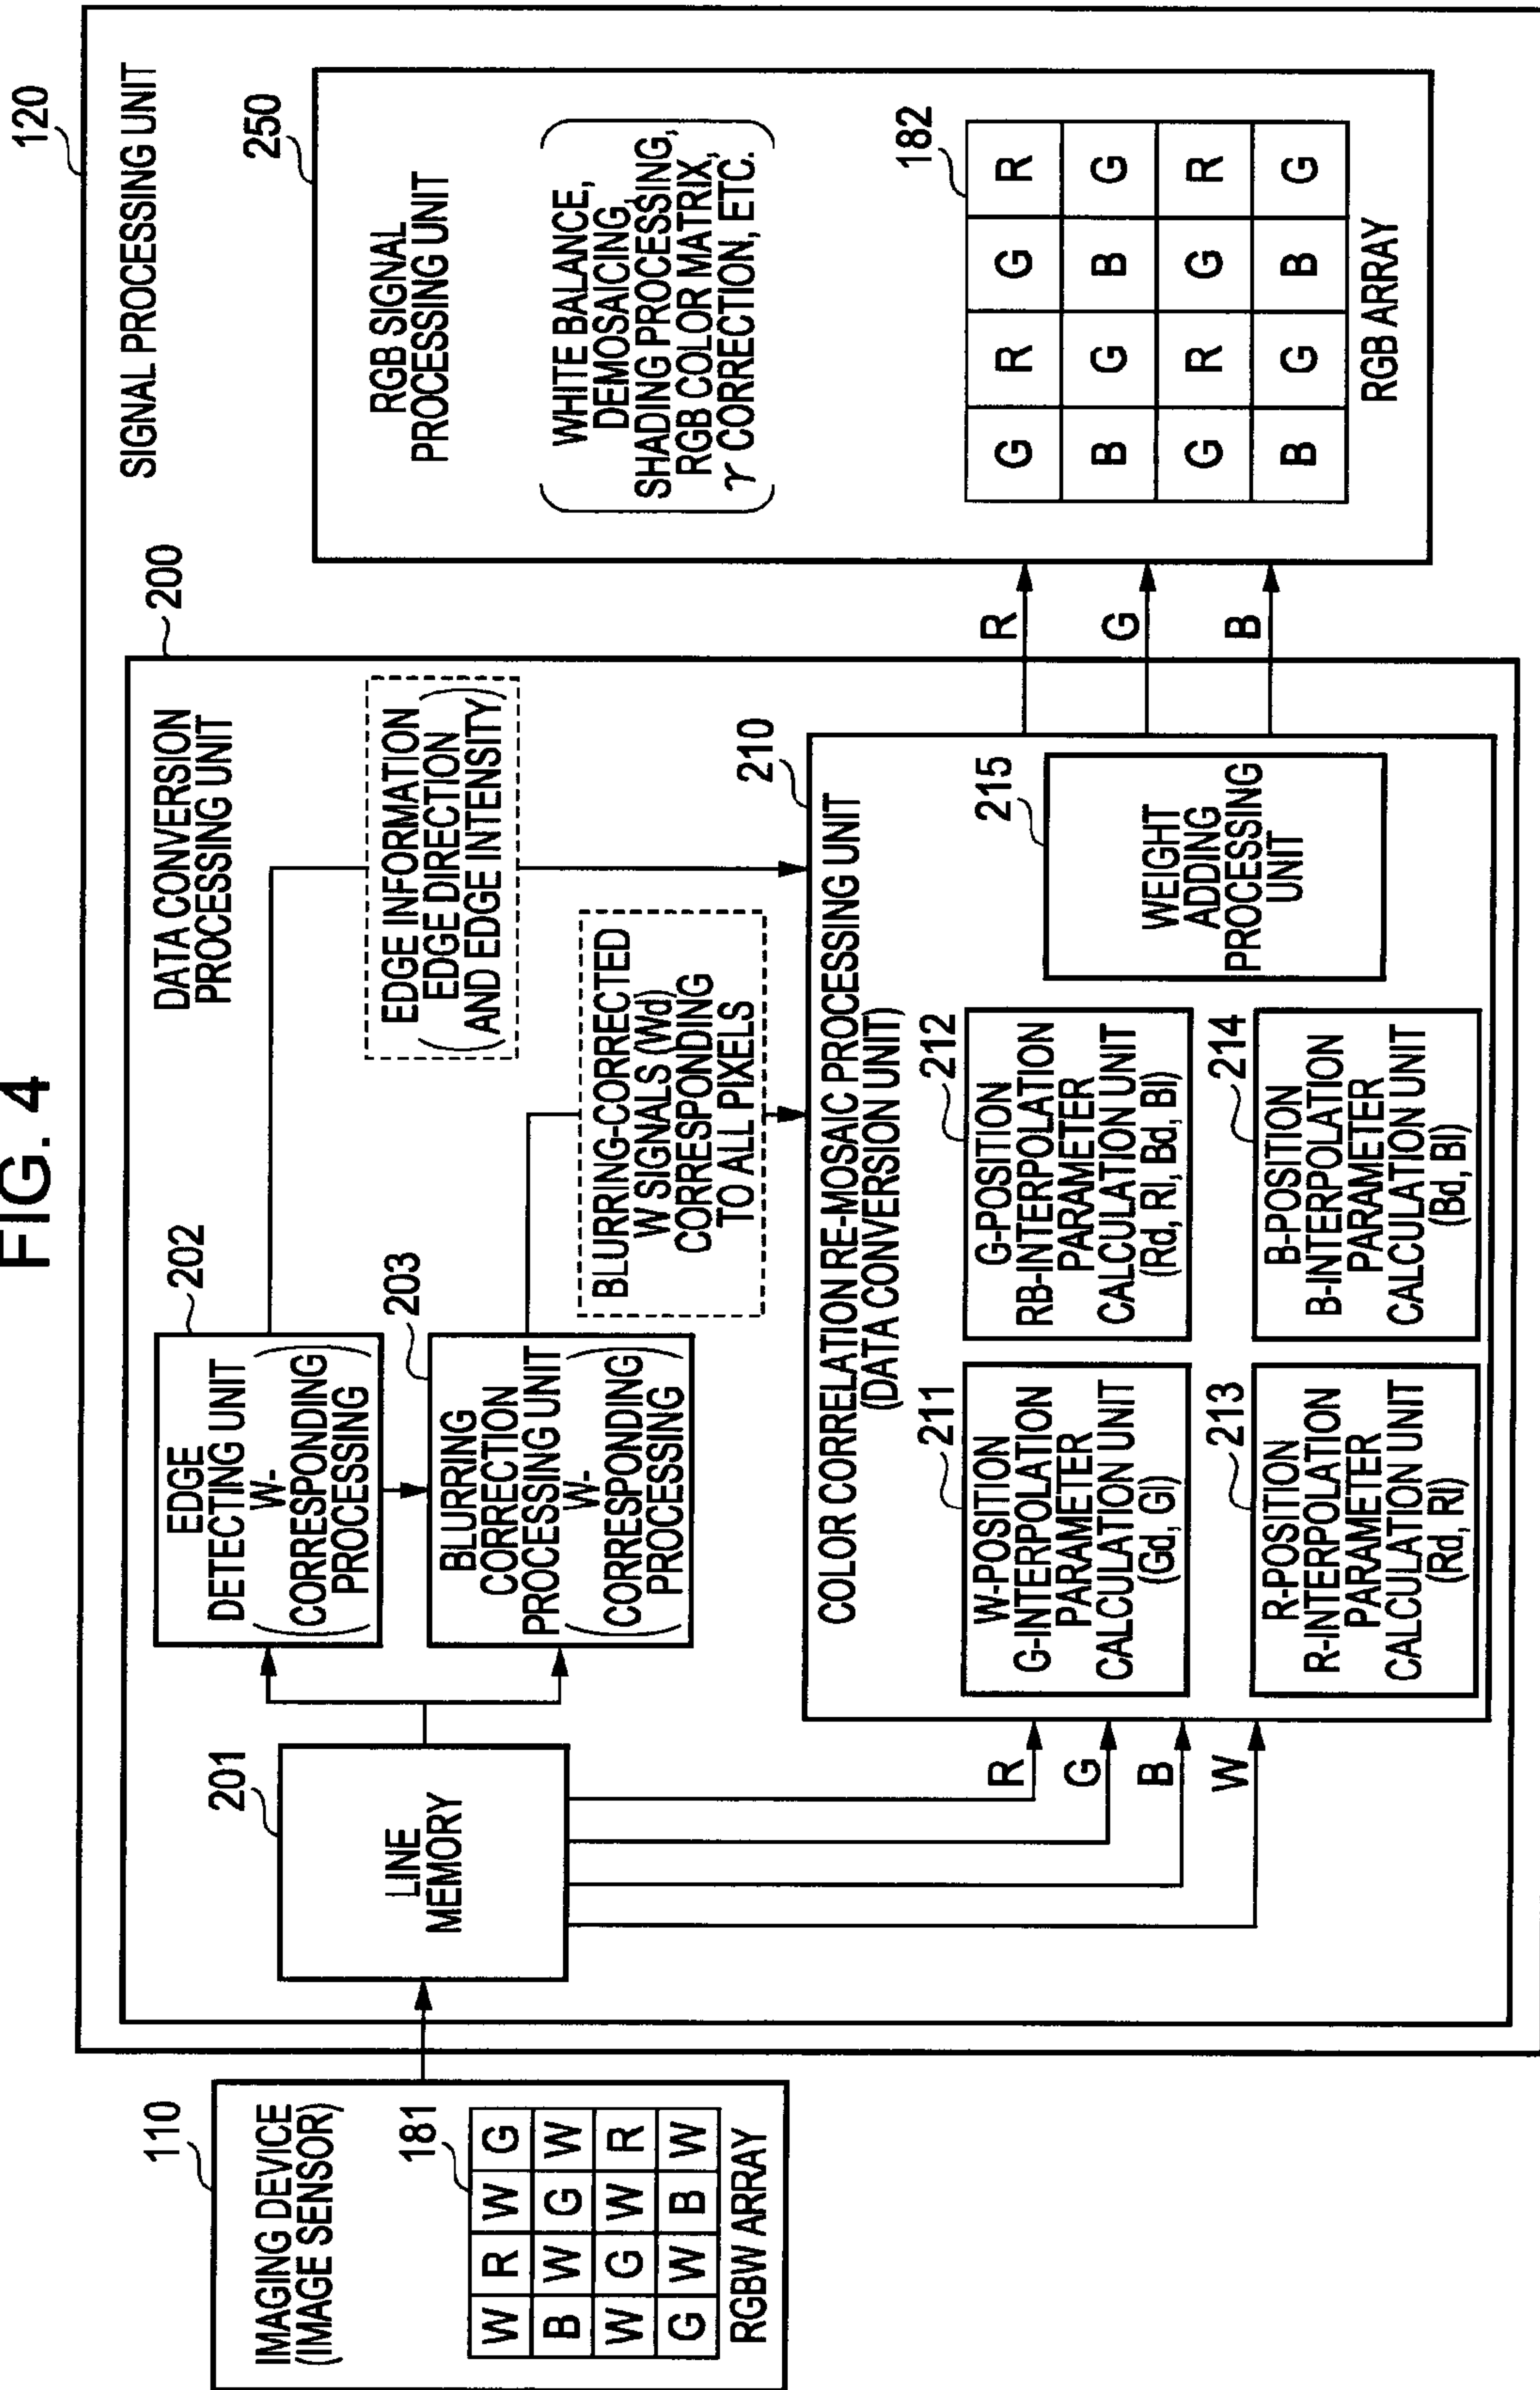 FIG. 4
120
SIGNAL PROCESSING UNIT
110
IMAGING DEVICE
(IMAGE SENSOR)
181
W R W G
B W G W
W G W R
G W B W
RGBW ARRAY
200
DATA CONVERSION
PROCESSING UNIT
201
LINE
MEMORY
R
G
B
W
202
EDGE
DETECTING UNIT
(W-
CORRESPONDING
PROCESSING)
203
BLURRING
CORRECTION
PROCESSING UNIT
(W-
CORRESPONDING
PROCESSING)
EDGE INFORMATION
(EDGE DIRECTION
AND EDGE INTENSITY)
BLURRING-CORRECTED
W SIGNALS (Wd)
CORRESPONDING
TO ALL PIXELS
210
COLOR CORRELATION RE-MOSAIC PROCESSING UNIT
(DATA CONVERSION UNIT)
211
W-POSITION
G-INTERPOLATION
PARAMETER
CALCULATION UNIT
(Gd, Gl)
212
G-POSITION
RB-INTERPOLATION
PARAMETER
CALCULATION UNIT
(Rd, Rl, Bd, Bl)
213
R-POSITION
R-INTERPOLATION
PARAMETER
CALCULATION UNIT
(Rd, Rl)
214
B-POSITION
B-INTERPOLATION
PARAMETER
CALCULATION UNIT
(Bd, Bl)
215
WEIGHT
ADDING
PROCESSING
UNIT
R
G
B
250
RGB SIGNAL
PROCESSING UNIT
(WHITE BALANCE,
DEMOSAICING,
SHADING PROCESSING,
RGB COLOR MATRIX,
γ CORRECTION, ETC.)
182
G R G R
B G B G
G R G R
B G B G
RGB ARRAY